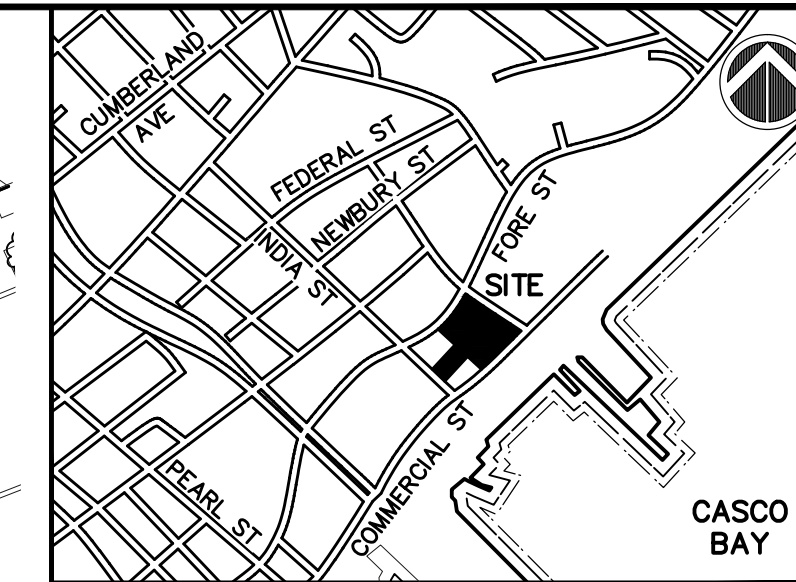 CUMBERLAND
AVE
FEDERAL ST
NEWBURY ST
INDIA ST
FORE ST
SITE
PEARL ST
COMMERCIAL ST
CASCO
BAY